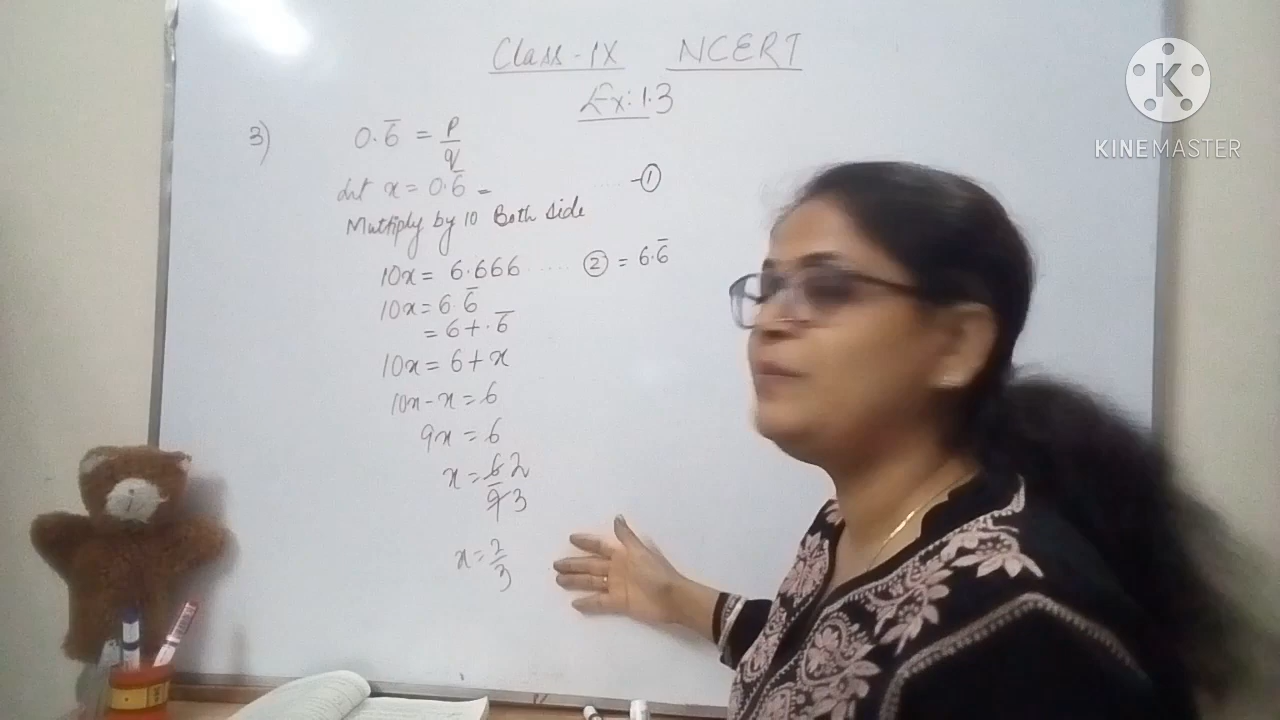 Class-IX NCERT
Ex: 1.3
3) 0.6̅ = p/q
Let x = 0.6̅ = ..... -①
Multiply by 10 Both side
10x = 6.666 ..... ② = 6.6̅
10x = 6.6̅
= 6+.6̅
10x = 6+x
10x-x = 6
9x = 6
x = 6/9 2/3
x = 2/3
K
KINEMASTER